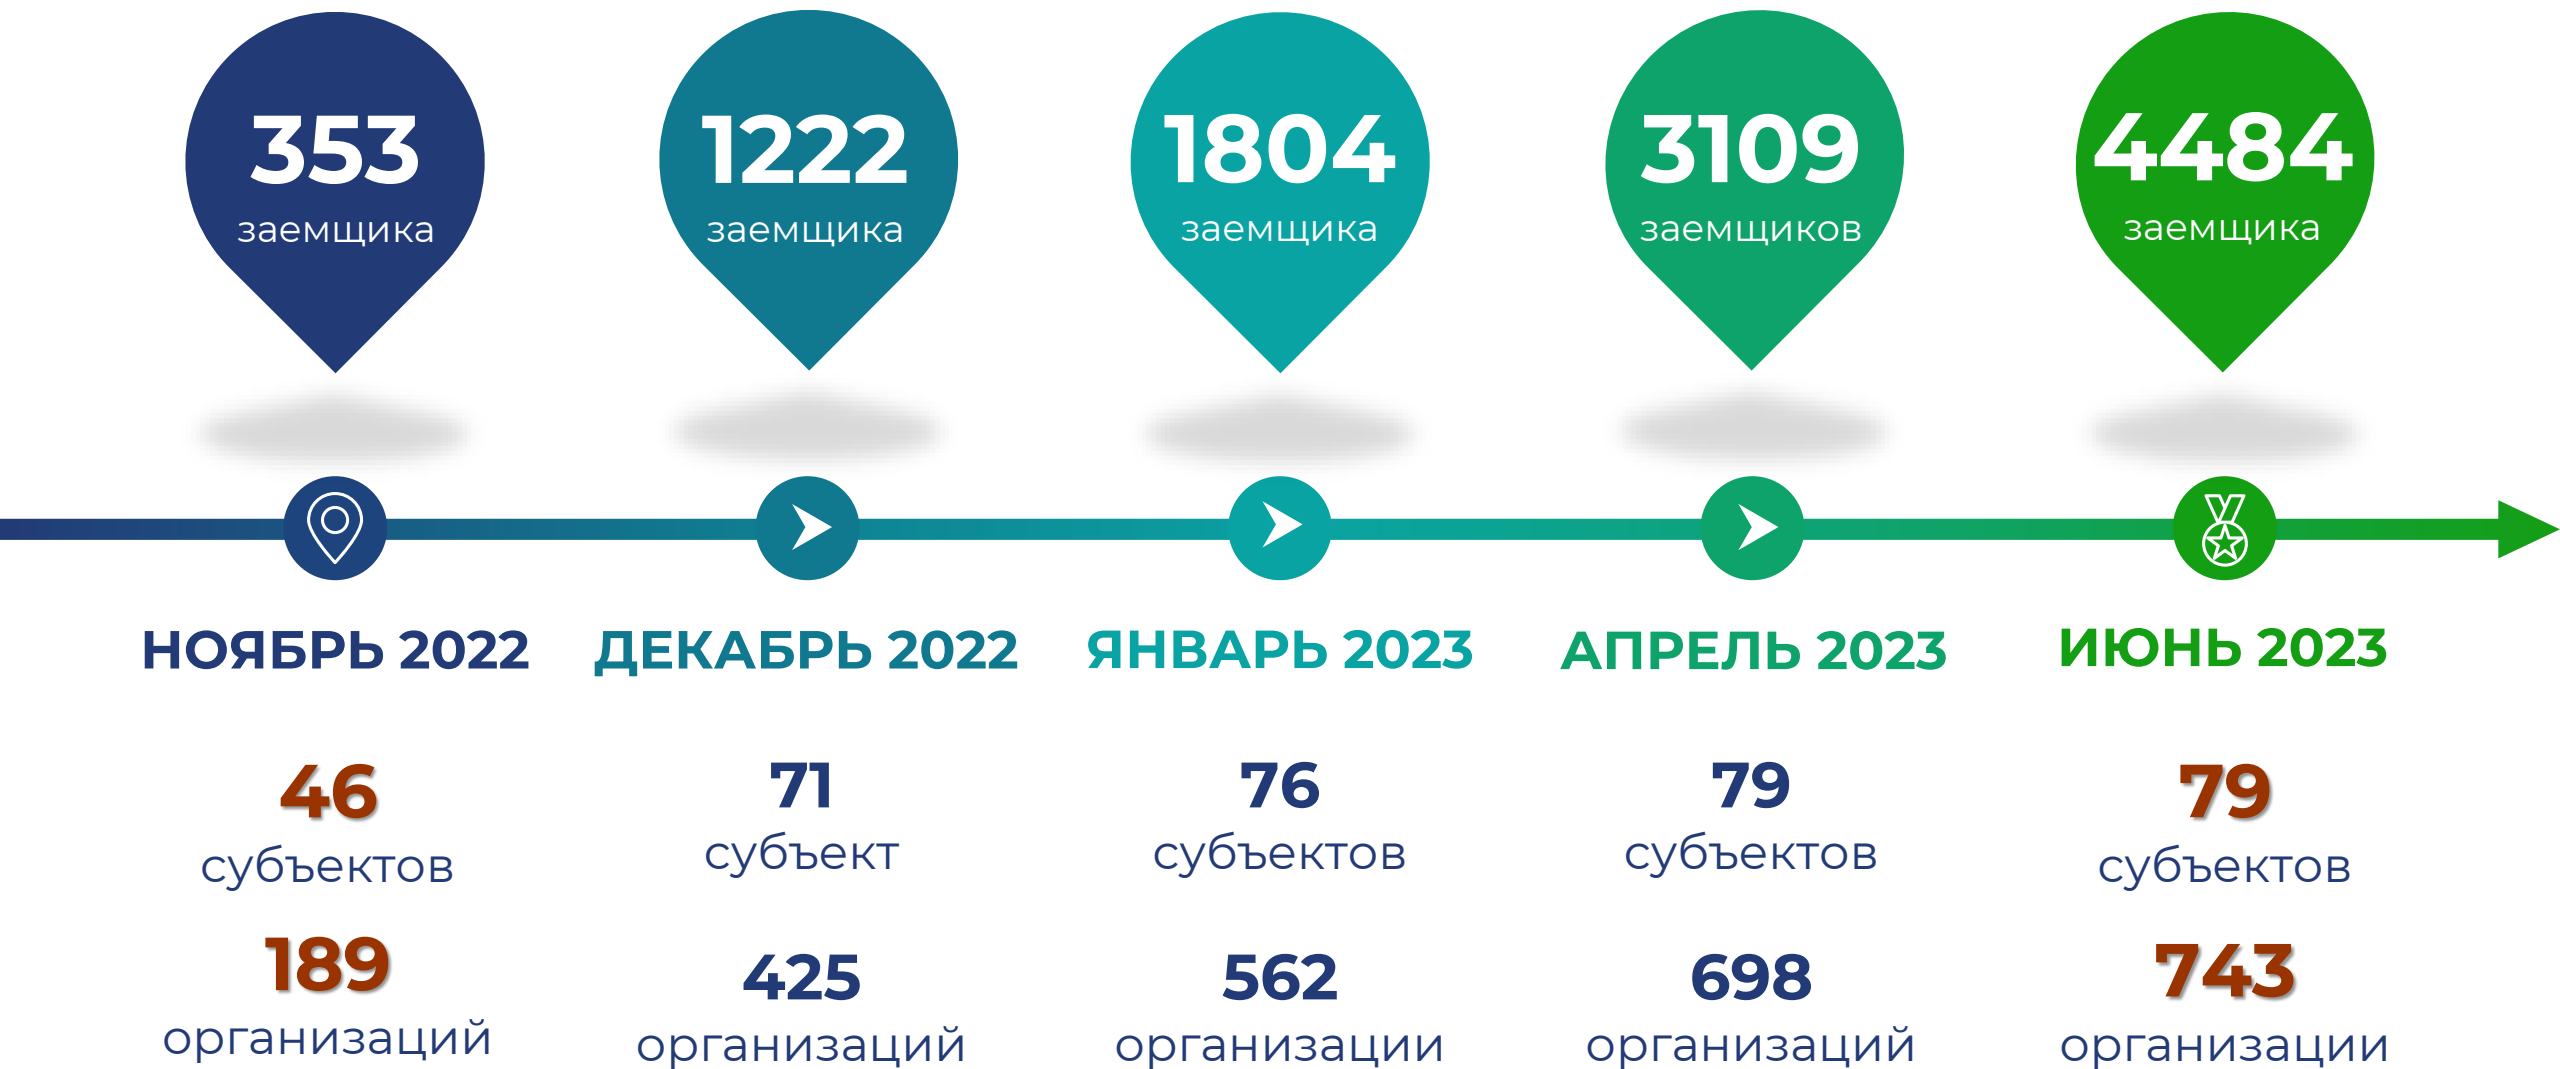 353
заемщика
1222
заемщика
1804
заемщика
3109
заемщиков
4484
заемщика
НОЯБРЬ 2022
ДЕКАБРЬ 2022
ЯНВАРЬ 2023
АПРЕЛЬ 2023
ИЮНЬ 2023
46
субъектов
71
субъект
76
субъектов
79
субъектов
79
субъектов
189
организаций
425
организаций
562
организации
698
организаций
743
организации